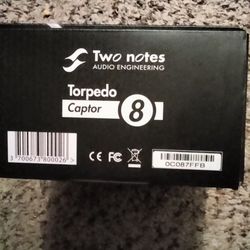 Two notes
AUDIO ENGINEERING
Torpedo
Captor 8
3 700673 800026 >
CE FC
0C087FFB